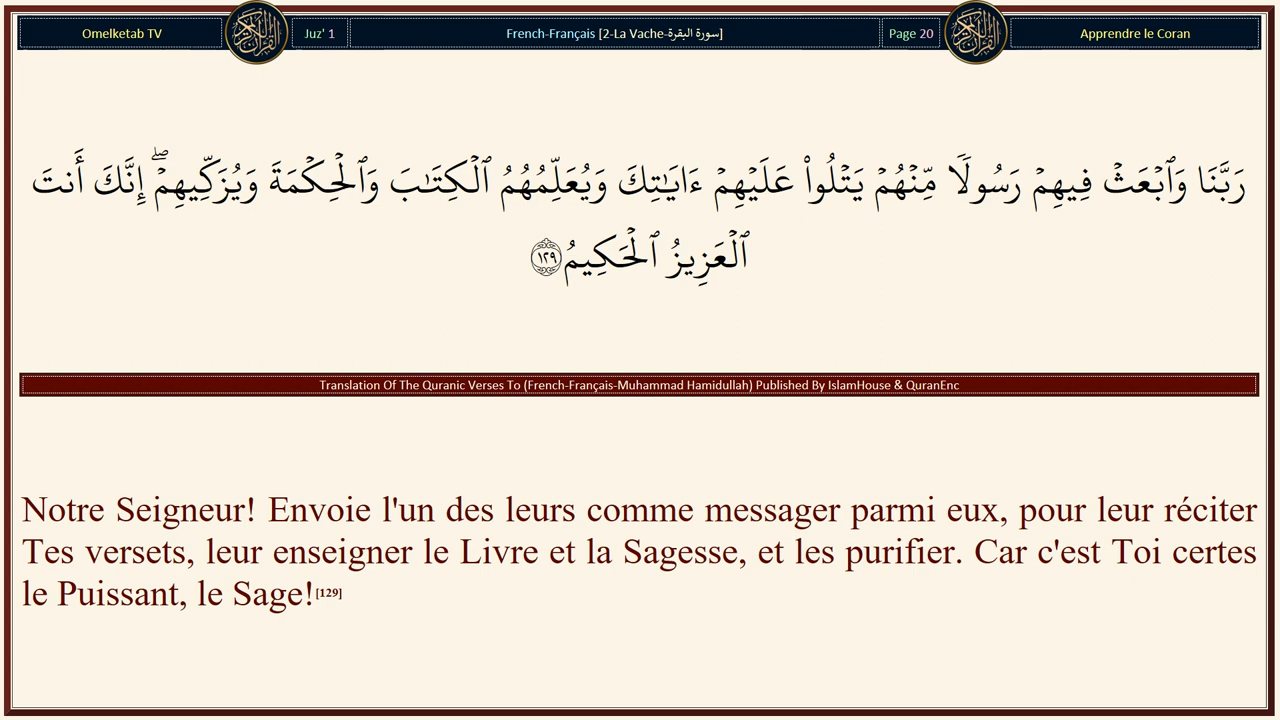 Omelketab TV
Juz' 1
French-Français [2-La Vache-سورة البقرة]
Page 20
Apprendre le Coran
رَبَّنَا وَٱبۡعَثۡ فِيهِمۡ رَسُولٗا مِّنۡهُمۡ يَتۡلُواْ عَلَيۡهِمۡ ءَايَٰتِكَ وَيُعَلِّمُهُمُ ٱلۡكِتَٰبَ وَٱلۡحِكۡمَةَ وَيُزَكِّيهِمۡۖ إِنَّكَ أَنتَ
ٱلۡعَزِيزُ ٱلۡحَكِيمُ ١٢٩
Translation Of The Quranic Verses To (French-Français-Muhammad Hamidullah) Published By IslamHouse & QuranEnc
Notre Seigneur! Envoie l'un des leurs comme messager parmi eux, pour leur réciter
Tes versets, leur enseigner le Livre et la Sagesse, et les purifier. Car c'est Toi certes
le Puissant, le Sage![129]